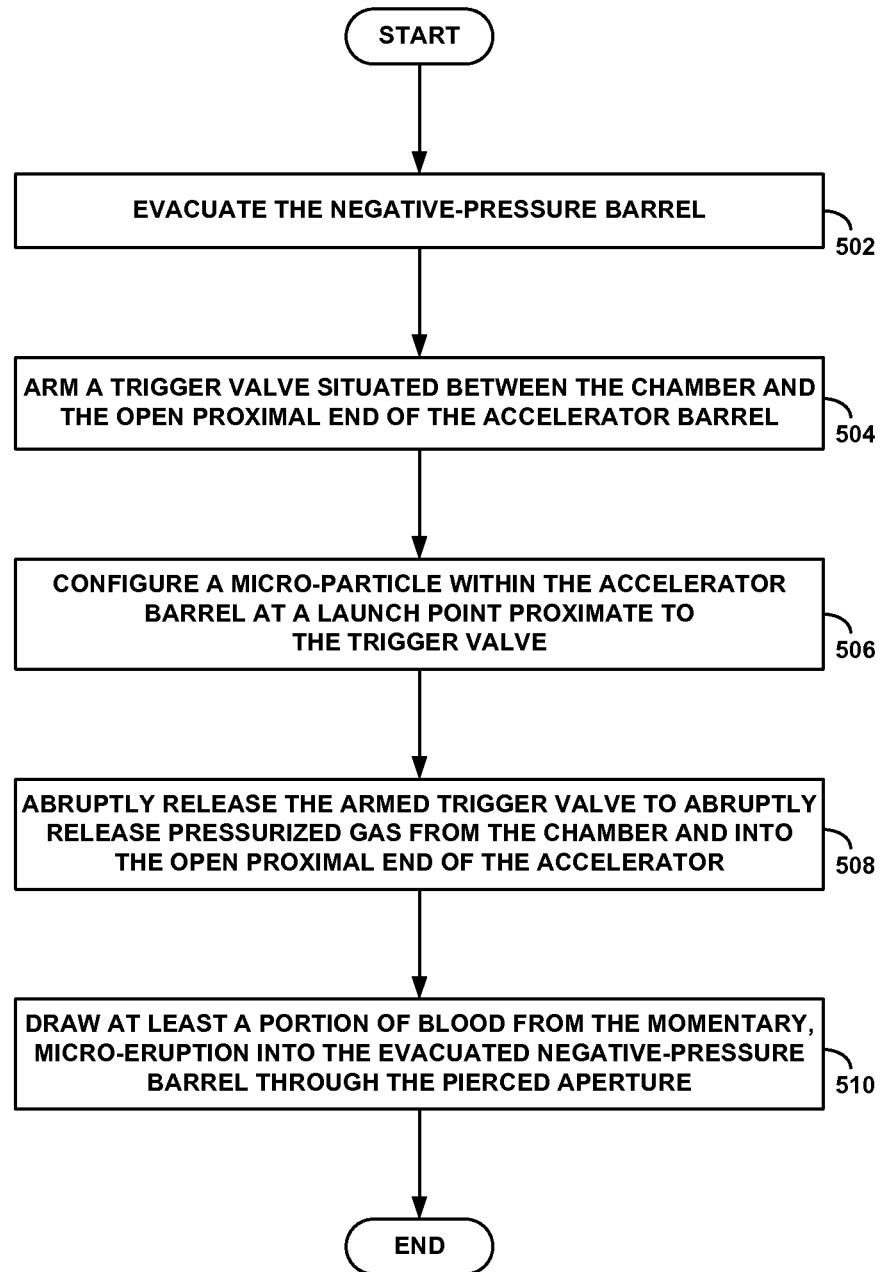 START
EVACUATE THE NEGATIVE-PRESSURE BARREL
502
ARM A TRIGGER VALVE SITUATED BETWEEN THE CHAMBER AND
THE OPEN PROXIMAL END OF THE ACCELERATOR BARREL
504
CONFIGURE A MICRO-PARTICLE WITHIN THE ACCELERATOR
BARREL AT A LAUNCH POINT PROXIMATE TO
THE TRIGGER VALVE
506
ABRUPTLY RELEASE THE ARMED TRIGGER VALVE TO ABRUPTLY
RELEASE PRESSURIZED GAS FROM THE CHAMBER AND INTO
THE OPEN PROXIMAL END OF THE ACCELERATOR
508
DRAW AT LEAST A PORTION OF BLOOD FROM THE MOMENTARY,
MICRO-ERUPTION INTO THE EVACUATED NEGATIVE-PRESSURE
BARREL THROUGH THE PIERCED APERTURE
510
END